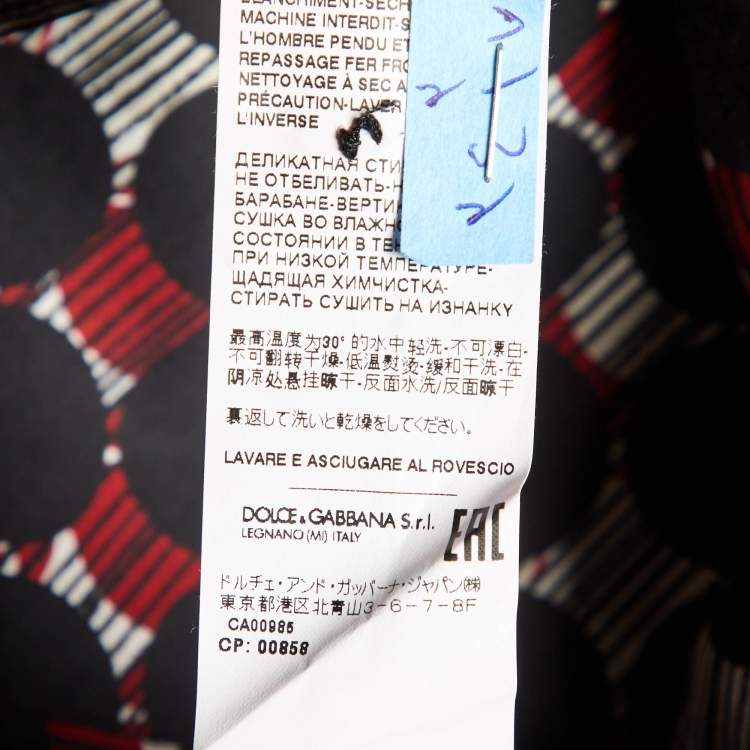 BLANCHIMENT-SÉCH
MACHINE INTERDIT-S
L'HOMBRE PENDU ET
REPASSAGE FER FRO
NETTOYAGE À SEC A
PRÉCAUTION-LAVER
L'INVERSE
ДЕЛИКАТНАЯ СТИ
НЕ ОТБЕЛИВАТЬ-Н
БАРАБАНЕ-ВЕРТИ
СУШКА ВО ВЛАЖНО
СОСТОЯНИИ В ТЕН
ПРИ НИЗКОЙ ТЕМПЕРАТУРЕ-
ЩАДЯЩАЯ ХИМЧИСТКА-
СТИРАТЬ СУШИТЬ НА ИЗНАНКУ
最高温度为30°的水中轻洗-不可漂白-
不可翻转干燥-低温熨烫-缓和干洗-在
阴凉处悬挂晾干-反面水洗/反面晾干
裏返して洗いと乾燥をしてください。
LAVARE E ASCIUGARE AL ROVESCIO
DOLCE & GABBANA S.r.l.
LEGNANO (MI) ITALY
EAC
ドルチェ・アンド・ガッバーナ・ジャパン㈱
東京都港区北青山3-6-7-8F
CA00985
CP: 00858